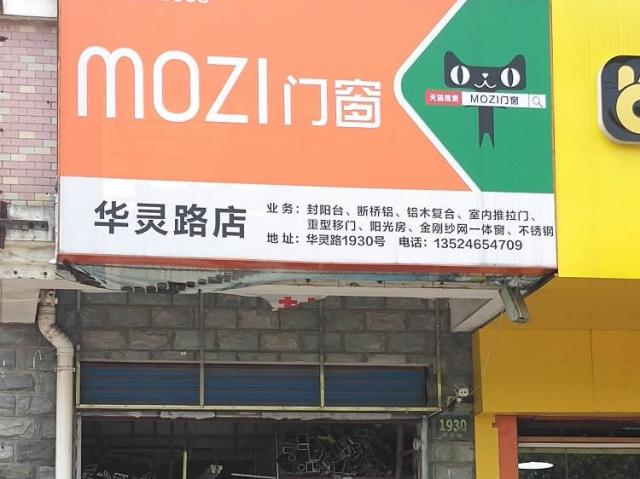 MOZI门窗
天猫搜索 MOZI门窗
华灵路店
业务：封阳台、断桥铝、铝木复合、室内推拉门、
重型移门、阳光房、金刚纱网一体窗、不锈钢
地址：华灵路1930号 电话：13524654709
1930